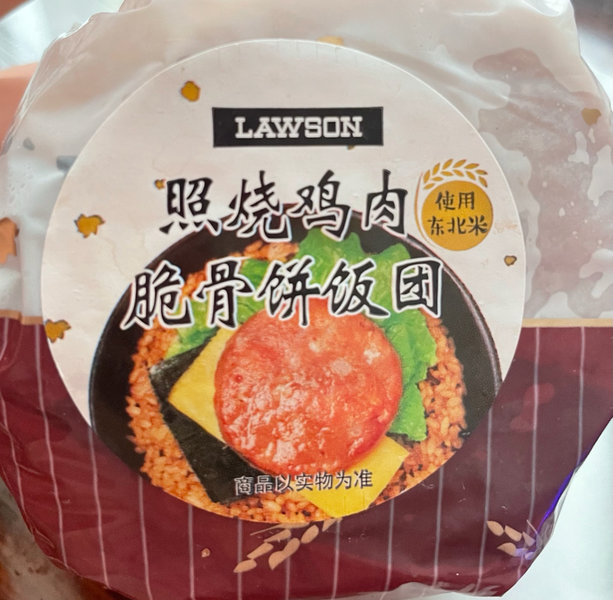 LAWSON
照烧鸡肉
脆骨饼饭团
使用
东北米
商品以实物为准